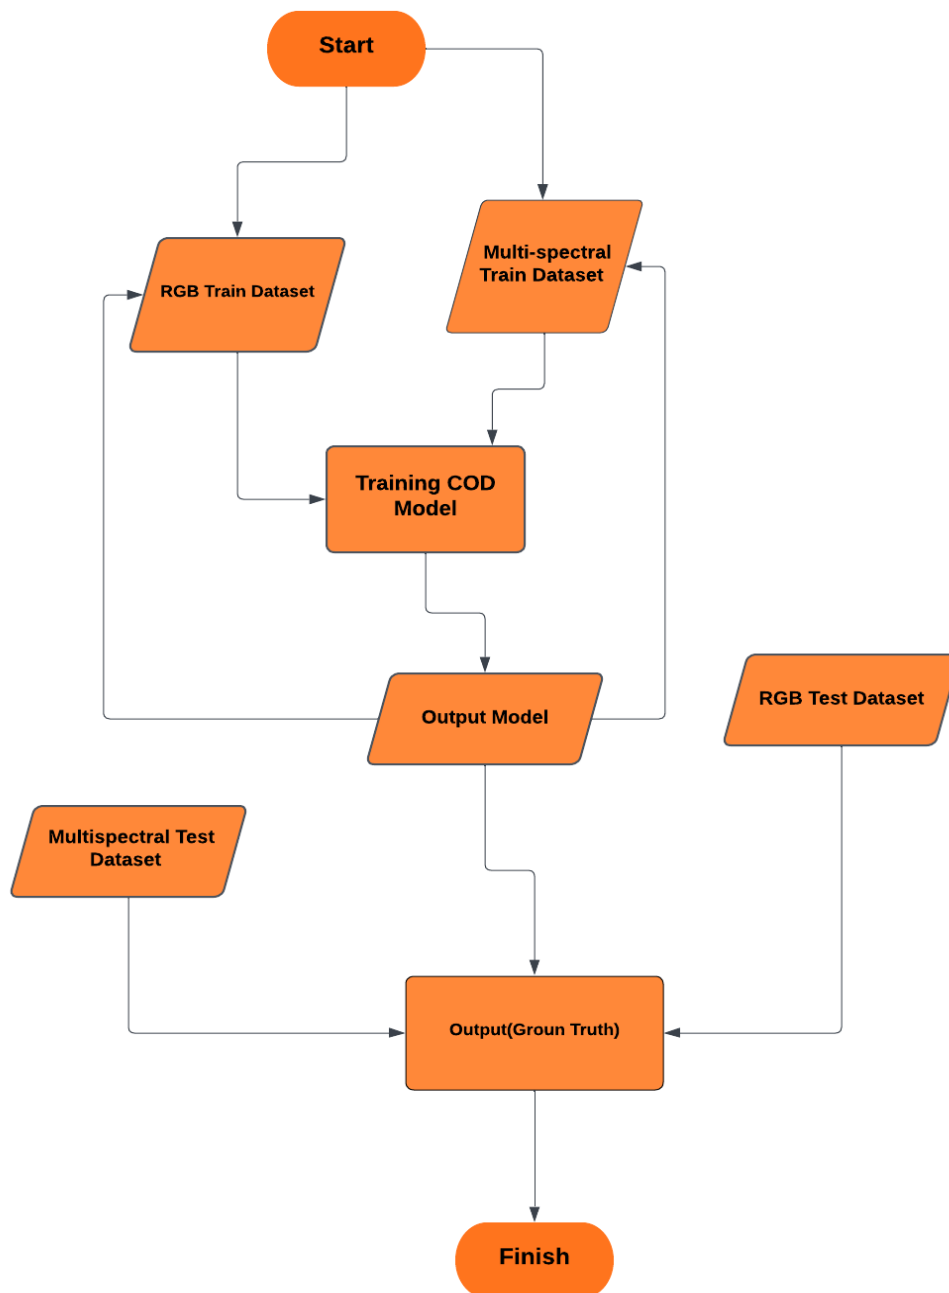 Start
Multi-spectral
Train Dataset
RGB Train Dataset
Training COD
Model
RGB Test Dataset
Output Model
Multispectral Test
Dataset
Output(Groun Truth)
Finish